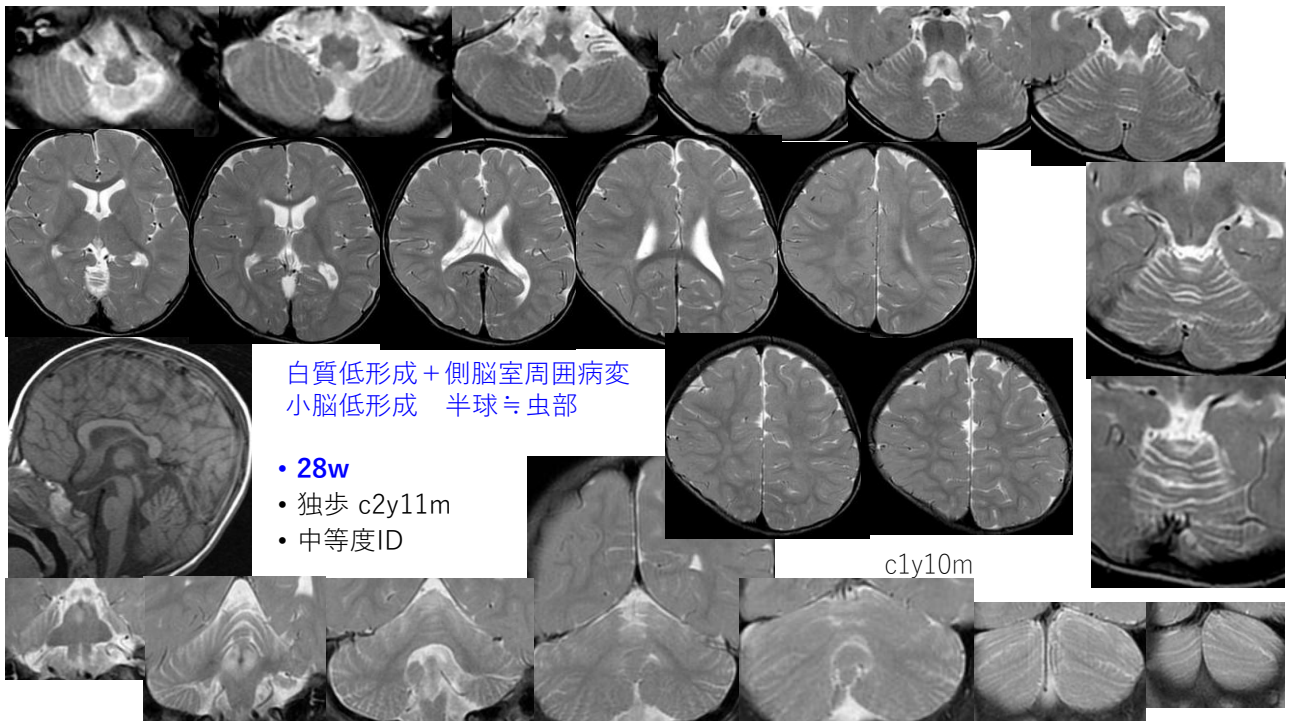 白質低形成＋側脳室周囲病変
小脳低形成　半球≒虫部
• 28w
• 独歩 c2y11m
• 中等度ID
c1y10m